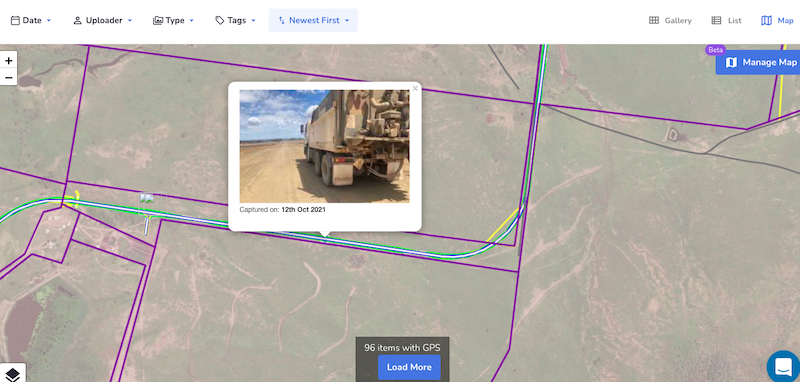 Date
Uploader
Type
Tags
Newest First
Gallery
List
Map
+
−
Beta
Manage Map
×
Captured on: 12th Oct 2021
96 items with GPS
Load More